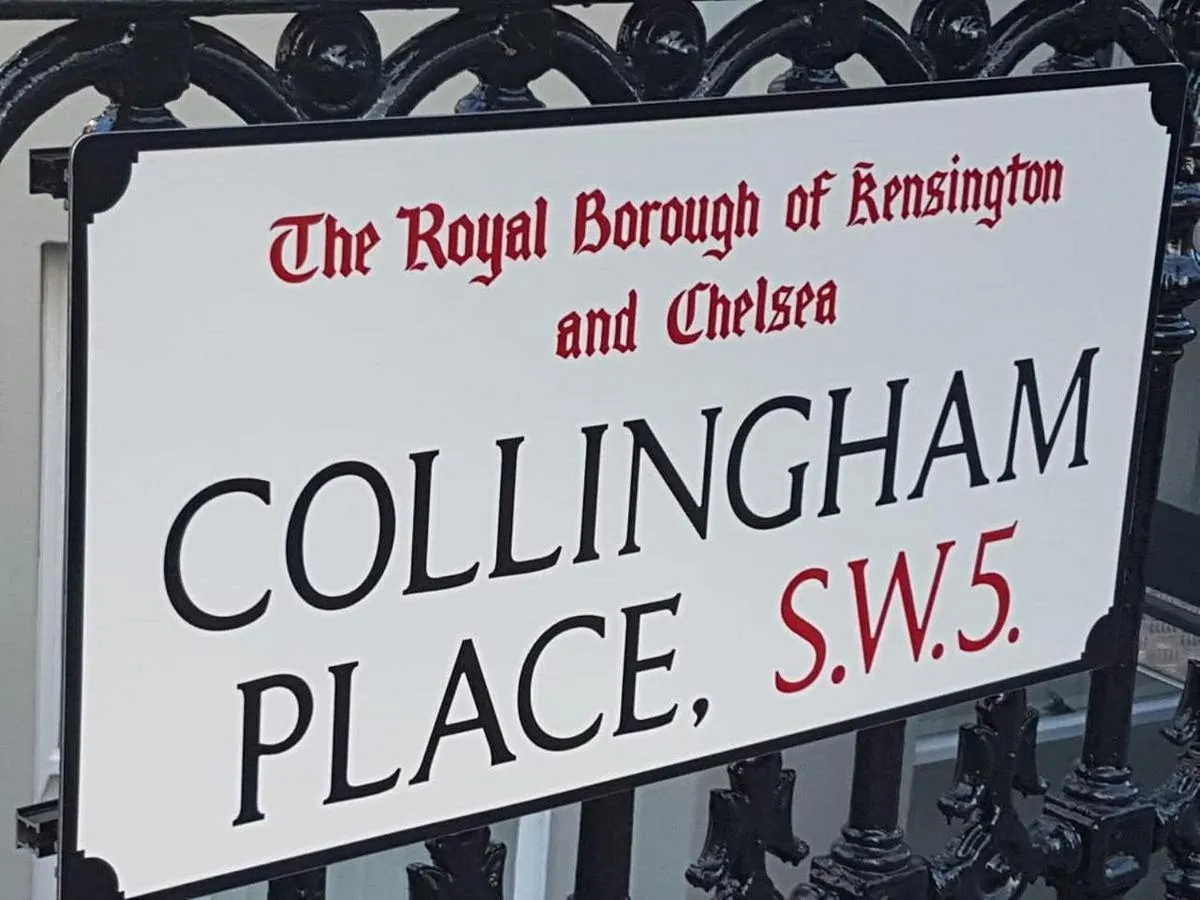 The Royal Borough of Kensington
and Chelsea
COLLINGHAM
PLACE, S.W.5.